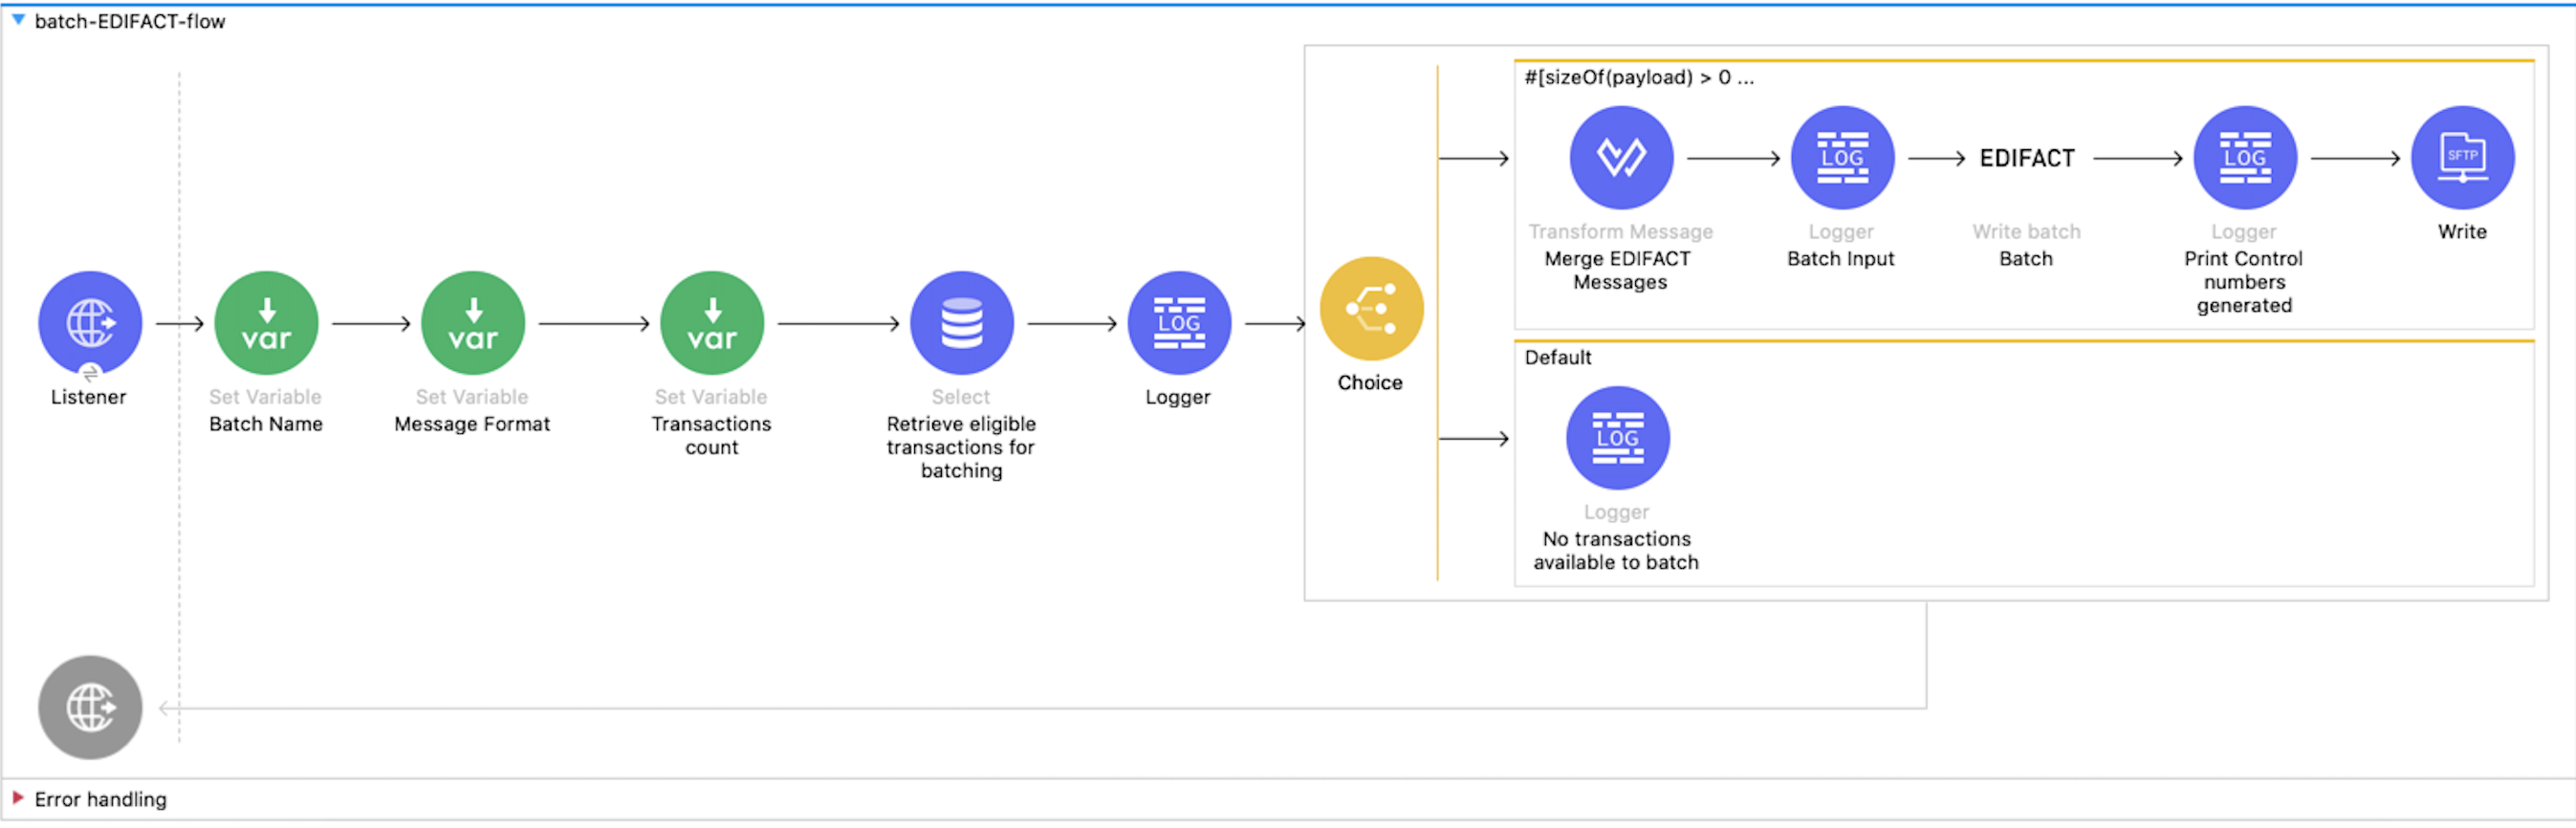 batch-EDIFACT-flow
#[sizeOf(payload) > 0 ...
LOG
EDIFACT
LOG
SFTP
Transform Message
Merge EDIFACT
Messages
Logger
Batch Input
Write batch
Batch
Logger
Print Control
numbers
generated
Write
Listener
var
Set Variable
Batch Name
var
Set Variable
Message Format
var
Set Variable
Transactions
count
Select
Retrieve eligible
transactions for
batching
LOG
Logger
Choice
Default
LOG
Logger
No transactions
available to batch
Error handling